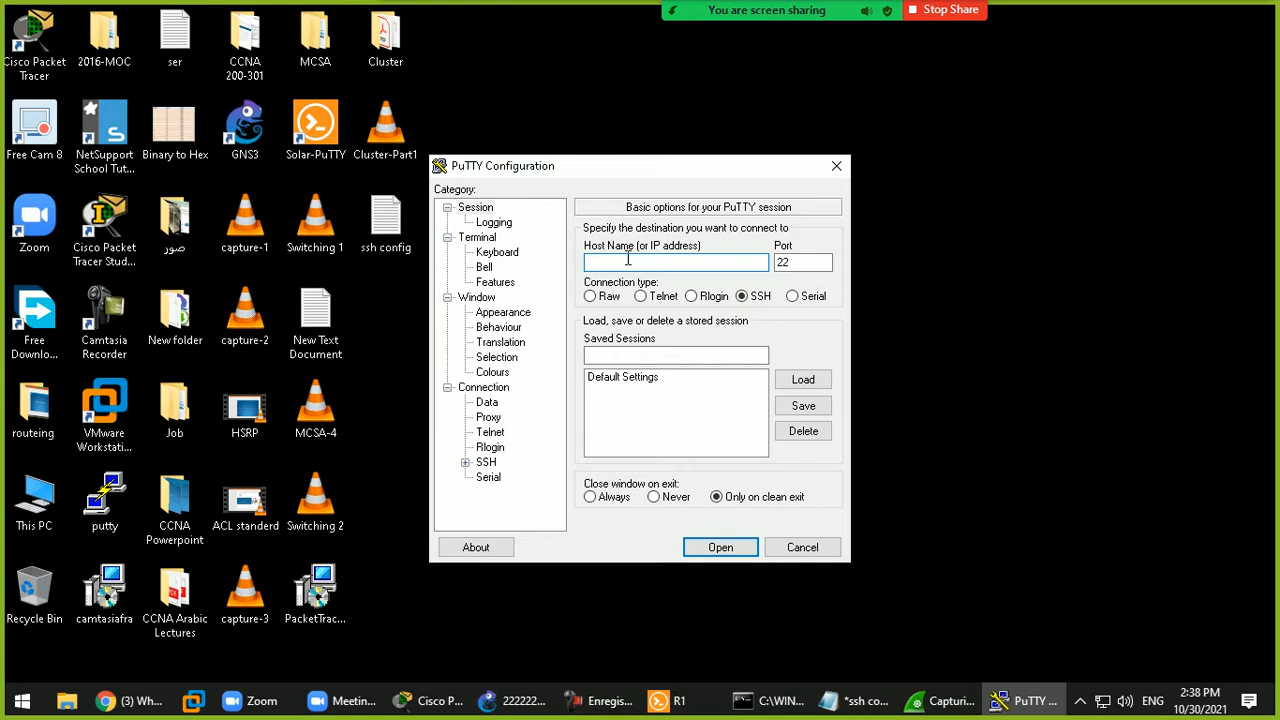 You are screen sharing
Stop Share
Cisco Packet
Tracer
2016-MOC
ser
CCNA
200-301
MCSA
Cluster
Free Cam 8
NetSupport
School Tut...
Binary to Hex
GNS3
Solar-PuTTY
Cluster-Part1
Zoom
Cisco Packet
Tracer Stud...
صور
capture-1
Switching 1
ssh config
Free
Downlo...
Camtasia
Recorder
New folder
capture-2
New Text
Document
routeing
VMware
Workstati...
Job
HSRP
MCSA-4
This PC
putty
CCNA
Powerpoint
ACL standerd
Switching 2
Recycle Bin
camtasiafra
CCNA Arabic
Lectures
capture-3
PacketTrac...
PuTTY Configuration
Category:
Session
Logging
Terminal
Keyboard
Bell
Features
Window
Appearance
Behaviour
Translation
Selection
Colours
Connection
Data
Proxy
Telnet
Rlogin
SSH
Serial
Basic options for your PuTTY session
Specify the destination you want to connect to
Host Name (or IP address) Port
22
Connection type:
Raw Telnet Rlogin SSH Serial
Load, save or delete a stored session
Saved Sessions
Default Settings
Load
Save
Delete
Close window on exit:
Always Never Only on clean exit
About Open Cancel
(3) Wh...
Zoom
Meetin...
Cisco P...
222222...
Enregis...
R1
C:\WIN...
*ssh co...
Capturi...
PuTTY ...
ENG
2:38 PM
10/30/2021